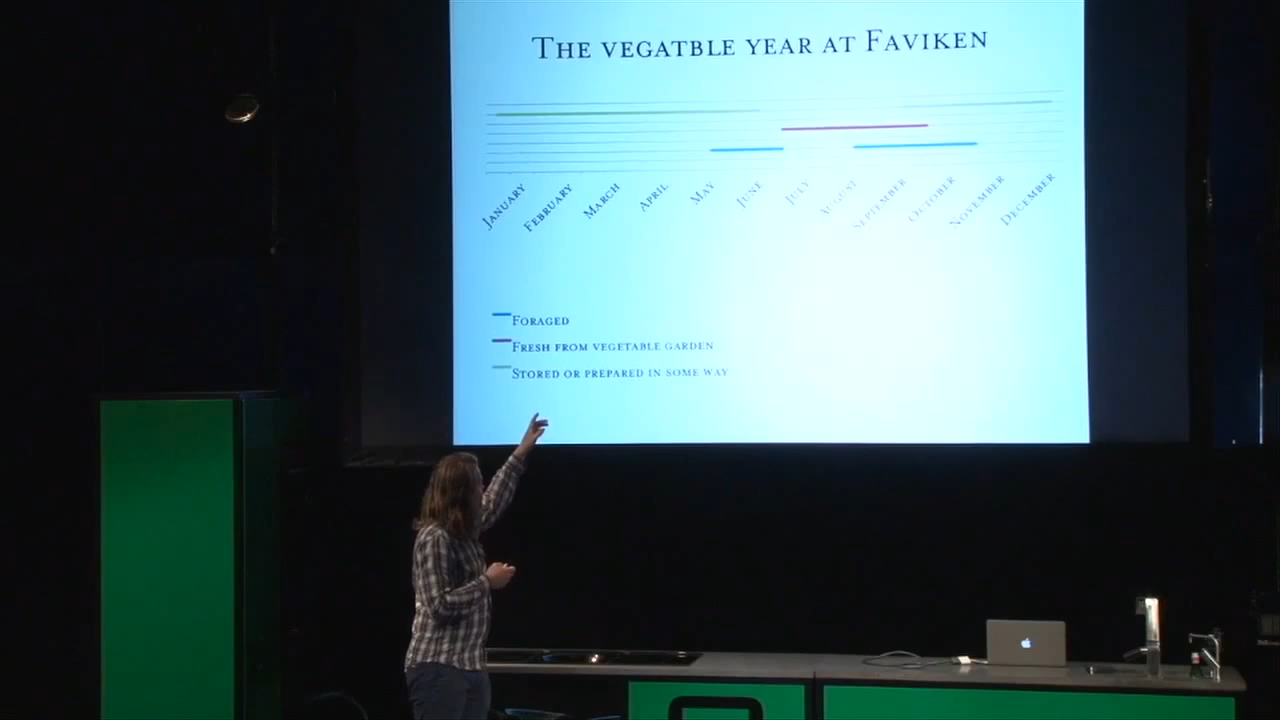 THE VEGATBLE YEAR AT FAVIKEN
JANUARY
FEBRUARY
MARCH
APRIL
MAY
JUNE
JULY
AUGUST
SEPTEMBER
OCTOBER
NOVEMBER
DECEMBER
FORAGED
FRESH FROM VEGETABLE GARDEN
STORED OR PREPARED IN SOME WAY